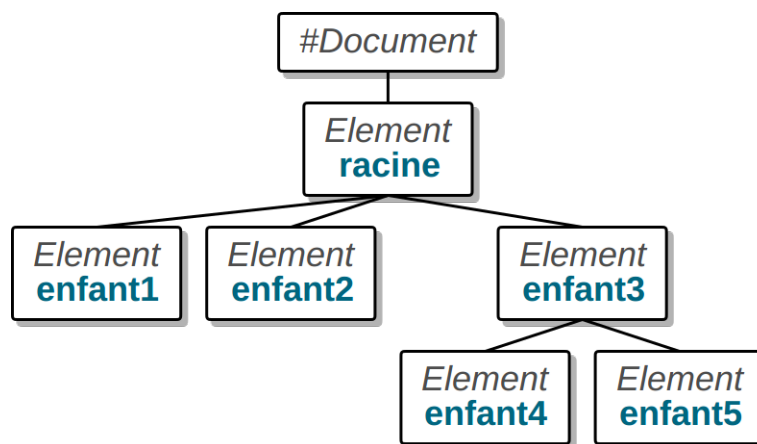 #Document
Element
racine
Element
enfant1
Element
enfant2
Element
enfant3
Element
enfant4
Element
enfant5